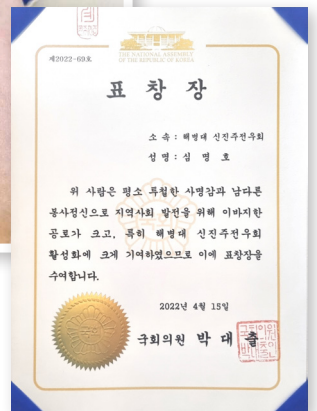 THE NATIONAL ASSEMBLY
OF THE REPUBLIC OF KOREA
제2022-69호
표 창 장
소 속 : 해병대 신진주전우회
성 명 : 심 명 호
위 사람은 평소 투철한 사명감과 남다른
봉사정신으로 지역사회 발전을 위해 이바지한
공로가 크고, 특히 해병대 신진주전우회
활성화에 크게 기여하였으므로 이에 표창장을
수여합니다.
2022년 4월 15일
국회의원 박 대 출